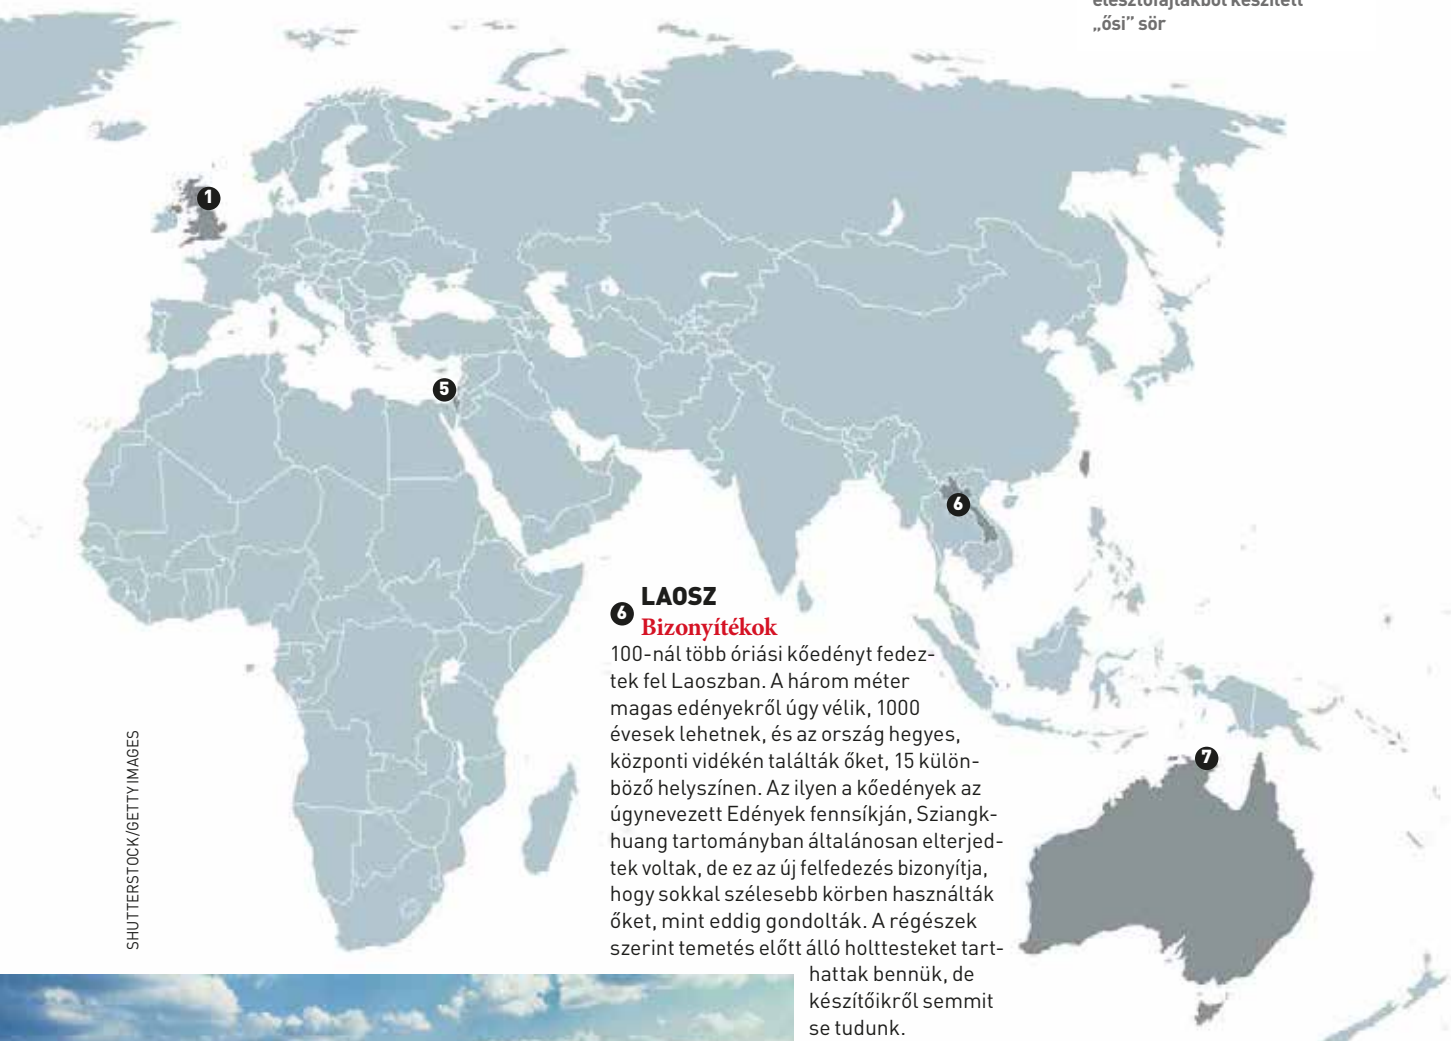 élesztőfajtákból készített
„ősi” sör
1
5
6
7
6 LAOSZ
Bizonyítékok
100-nál több óriási kőedényt fedez-
tek fel Laoszban. A három méter
magas edényekről úgy vélik, 1000
évesek lehetnek, és az ország hegyes,
központi vidékén találták őket, 15 külön-
böző helyszínen. Az ilyen a kőedények az
úgynevezett Edények fennsíkján, Sziangk-
huang tartományban általánosan elterjed-
tek voltak, de ez az új felfedezés bizonyítja,
hogy sokkal szélesebb körben használták
őket, mint eddig gondolták. A régészek
szerint temetés előtt álló holttesteket tart-
hattak bennük, de
készítőikről semmit
se tudunk.
SHUTTERSTOCK/GETTY IMAGES